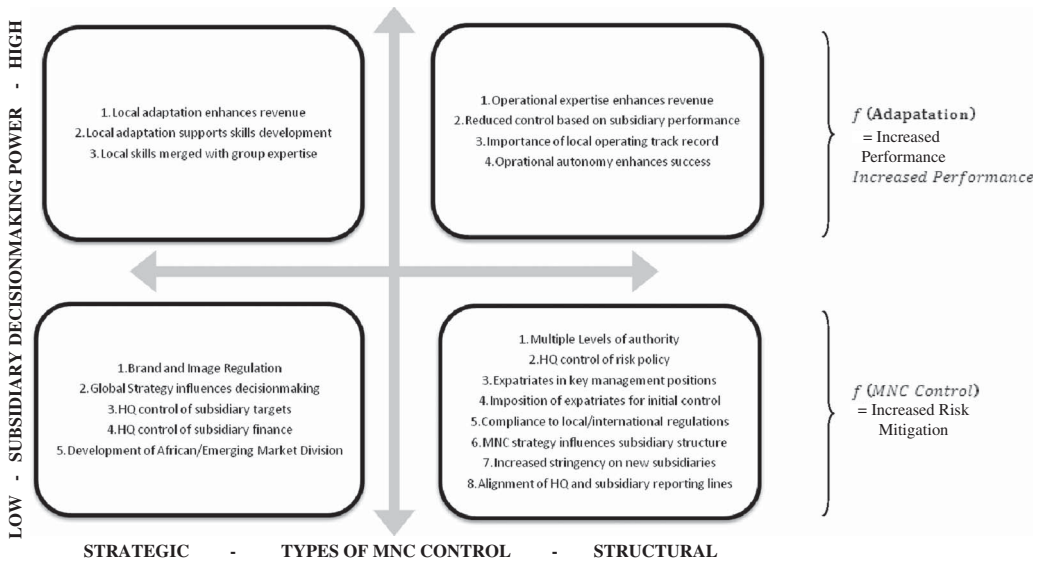 LOW - SUBSIDIARY DECISIONMAKING POWER - HIGH
1.Local adaptation enhances revenue
2.Local adaptation supports skills development
3.Local skills merged with group expertise
1.Operational expertise enhances revenue
2.Reduced control based on subsidiary performance
3.Importance of local operating track record
4.Oprational autonomy enhances success
f (Adapatation)
= Increased
Performance
Increased Performance
1.Brand and Image Regulation
2.Global Strategy influences decisionmaking
3.HQ control of subsidiary targets
4.HQ control of subsidiary finance
5.Development of African/Emerging Market Division
1.Multiple Levels of authority
2.HQ control of risk policy
3.Expatriates in key management positions
4.Imposition of expatriates for initial control
5.Compliance to local/international regulations
6.MNC strategy influences subsidiary structure
7.Increased stringency on new subsidiaries
8.Alignment of HQ and subsidiary reporting lines
f (MNC Control)
= Increased Risk
Mitigation
STRATEGIC - TYPES OF MNC CONTROL - STRUCTURAL